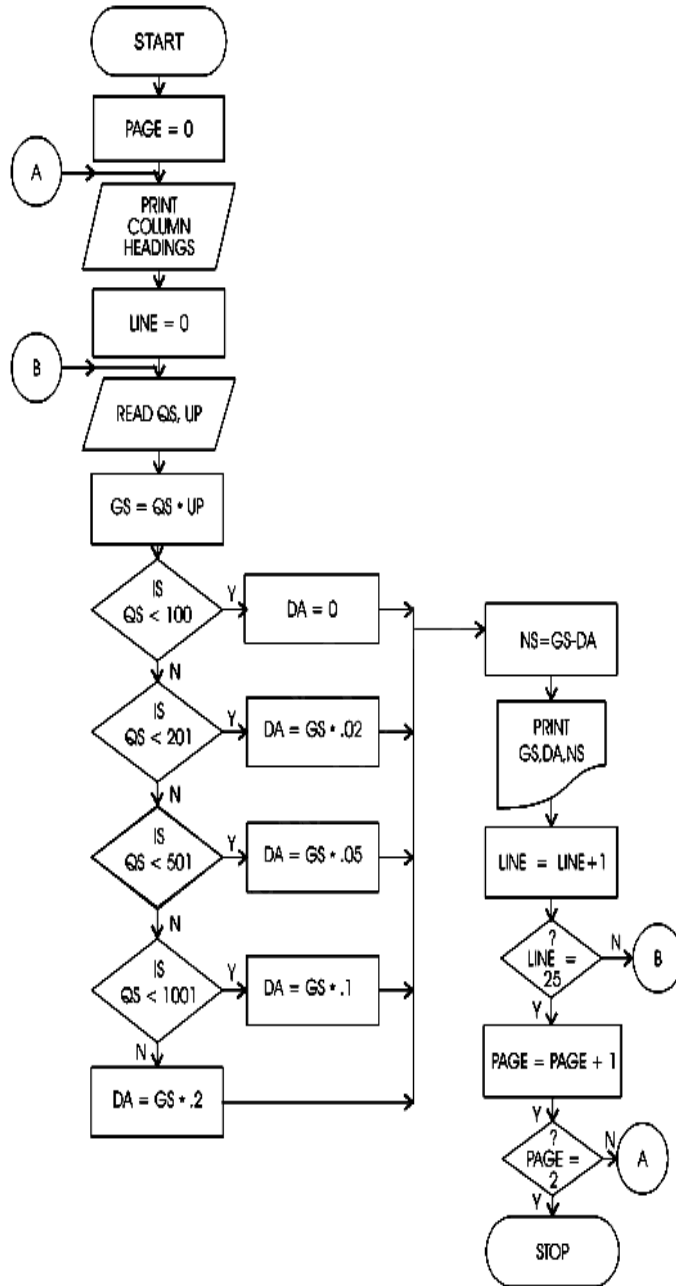 START
PAGE = 0
A
PRINT
COLUMN
HEADINGS
LINE = 0
B
READ QS, UP
GS = QS * UP
IS
QS < 100
Y
DA = 0
N
IS
QS < 201
Y
DA = GS * .02
N
IS
QS < 501
Y
DA = GS * .05
N
IS
QS < 1001
Y
DA = GS * .1
N
DA = GS * .2
NS=GS-DA
PRINT
GS,DA,NS
LINE = LINE+1
?
LINE =
25
N
B
Y
PAGE = PAGE + 1
Y
?
PAGE =
2
N
A
Y
STOP